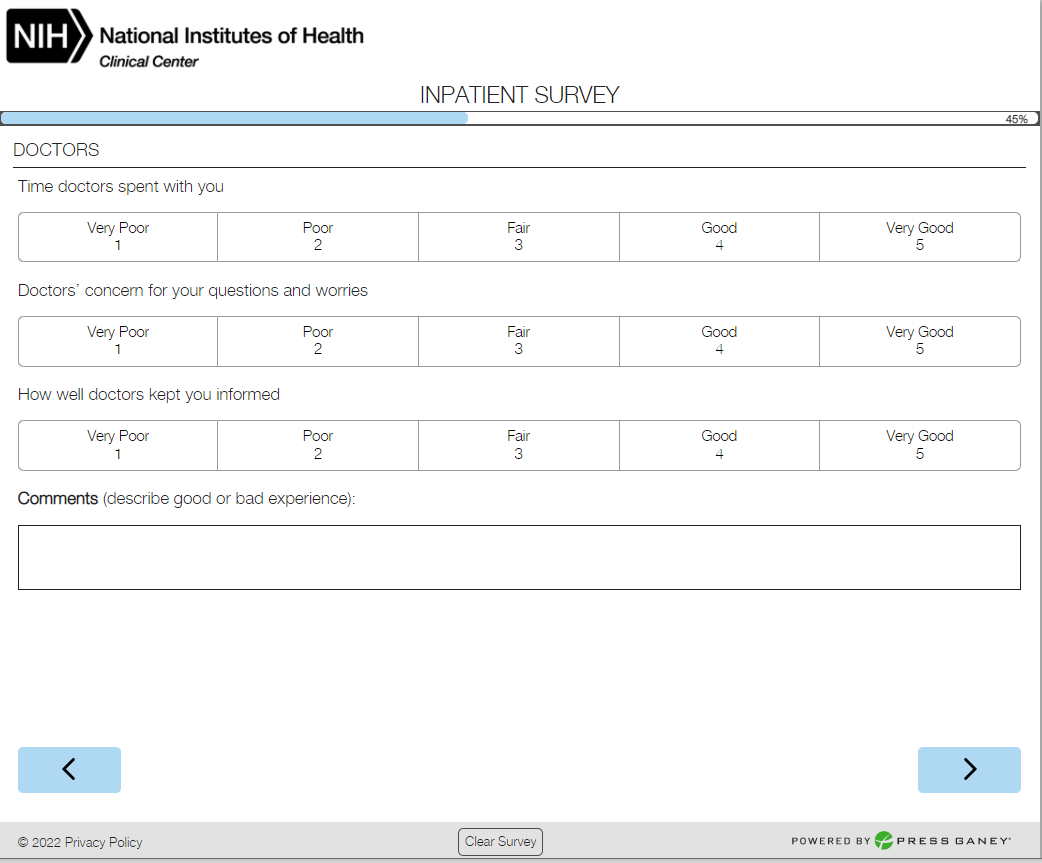 NIH National Institutes of Health
Clinical Center
INPATIENT SURVEY
45%
DOCTORS
Time doctors spent with you
Very Poor Poor Fair Good Very Good
1 2 3 4 5
Doctors’ concern for your questions and worries
Very Poor Poor Fair Good Very Good
1 2 3 4 5
How well doctors kept you informed
Very Poor Poor Fair Good Very Good
1 2 3 4 5
Comments (describe good or bad experience):
© 2022 Privacy Policy Clear Survey POWERED BY PRESS GANEY